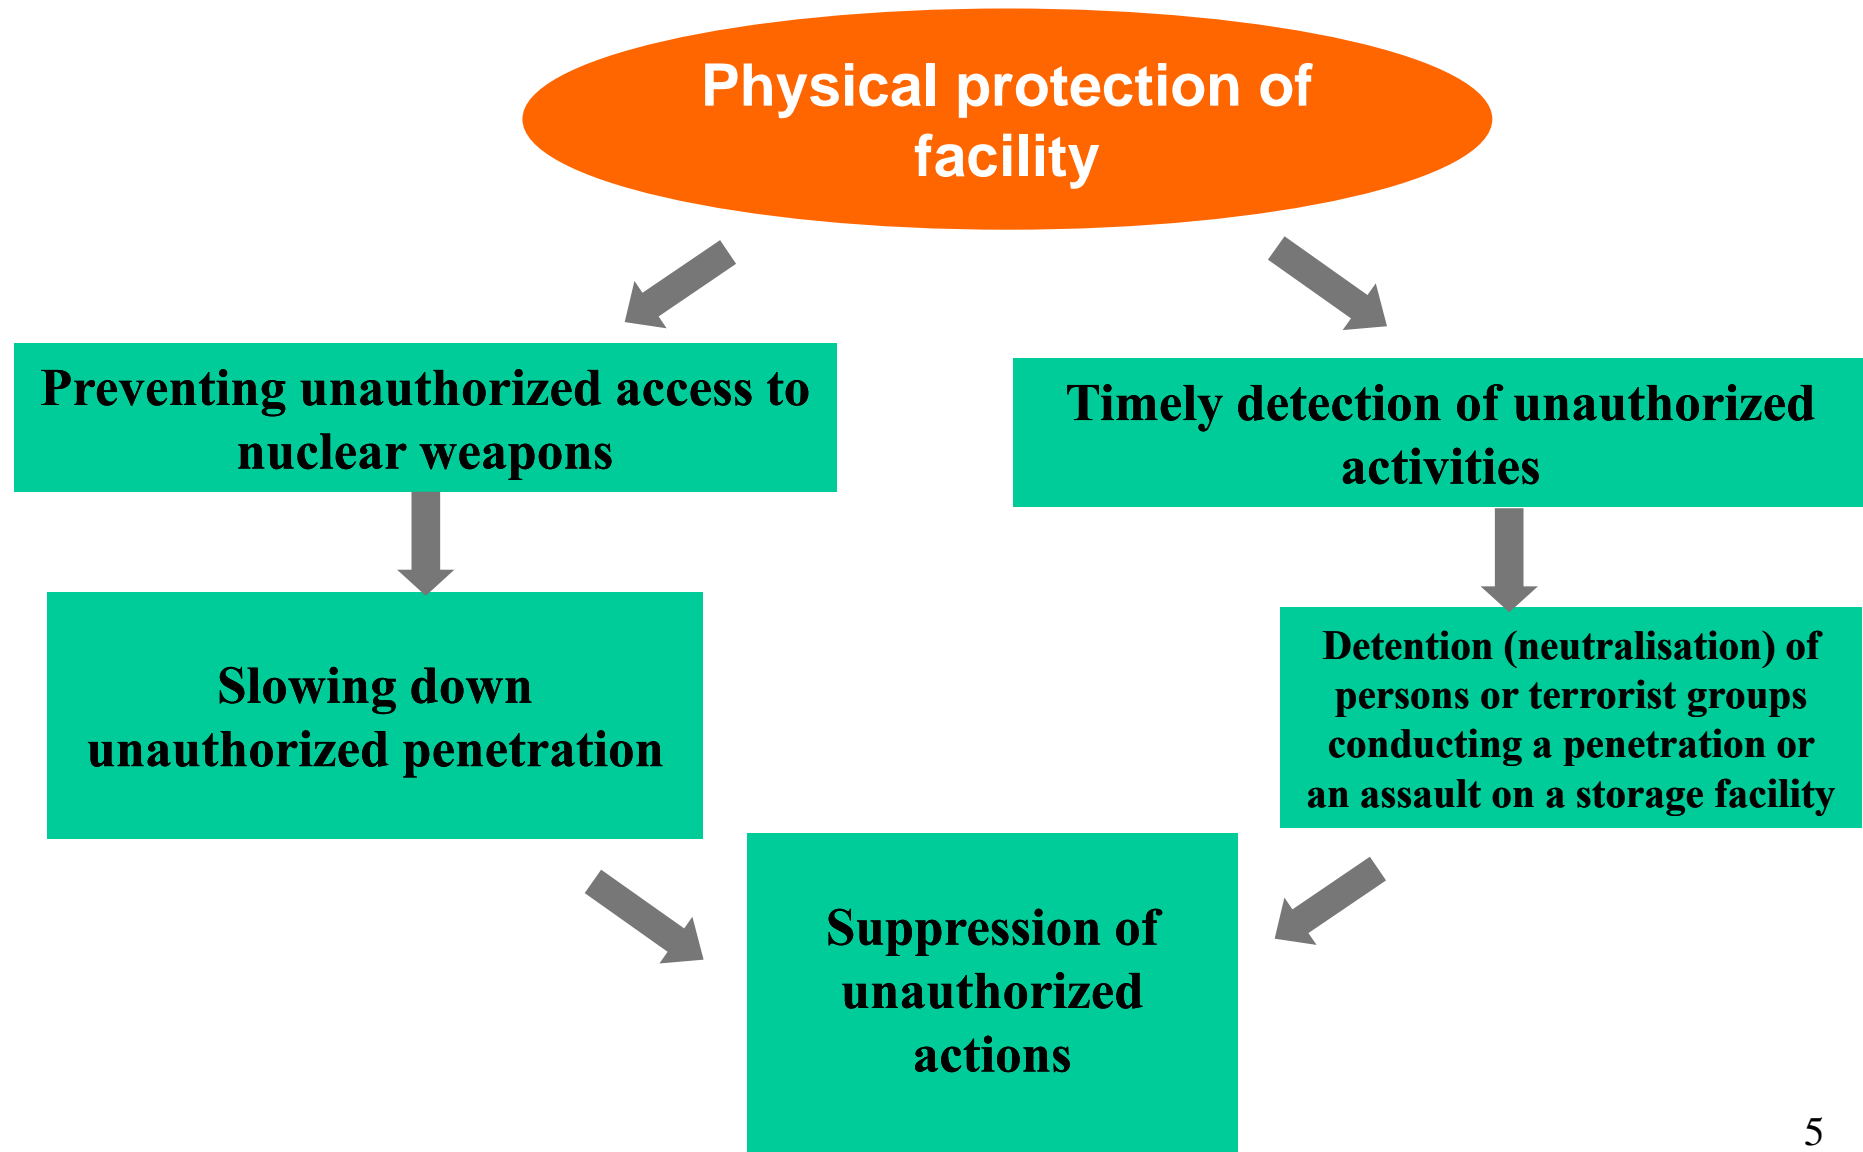 Physical protection of
facility
Preventing unauthorized access to
nuclear weapons
Timely detection of unauthorized
activities
Slowing down
unauthorized penetration
Detention (neutralisation) of
persons or terrorist groups
conducting a penetration or
an assault on a storage facility
Suppression of
unauthorized
actions
5